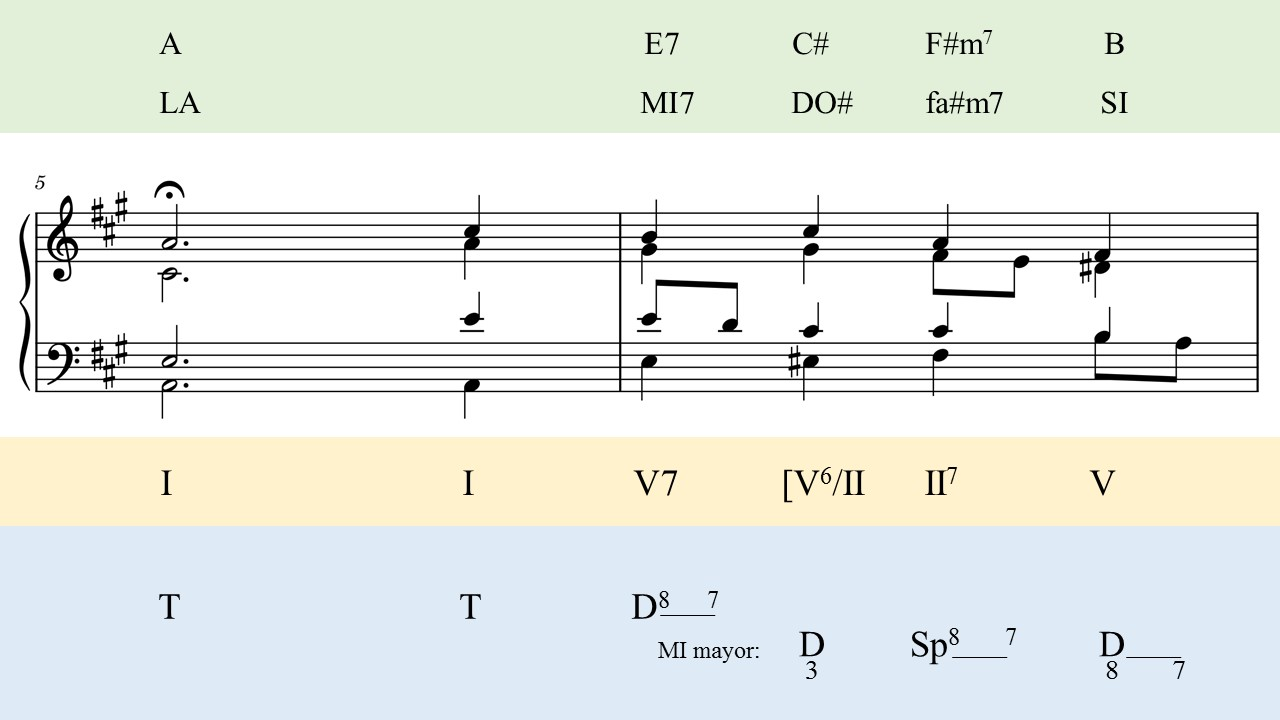 A E7 C# F#m⁷ B
LA MI7 DO# fa#m7 SI
5
I I V7 [V⁶/II II⁷ V
T T D⁸ ⁷
MI mayor: D Sp⁸ ⁷ D
3 8 7